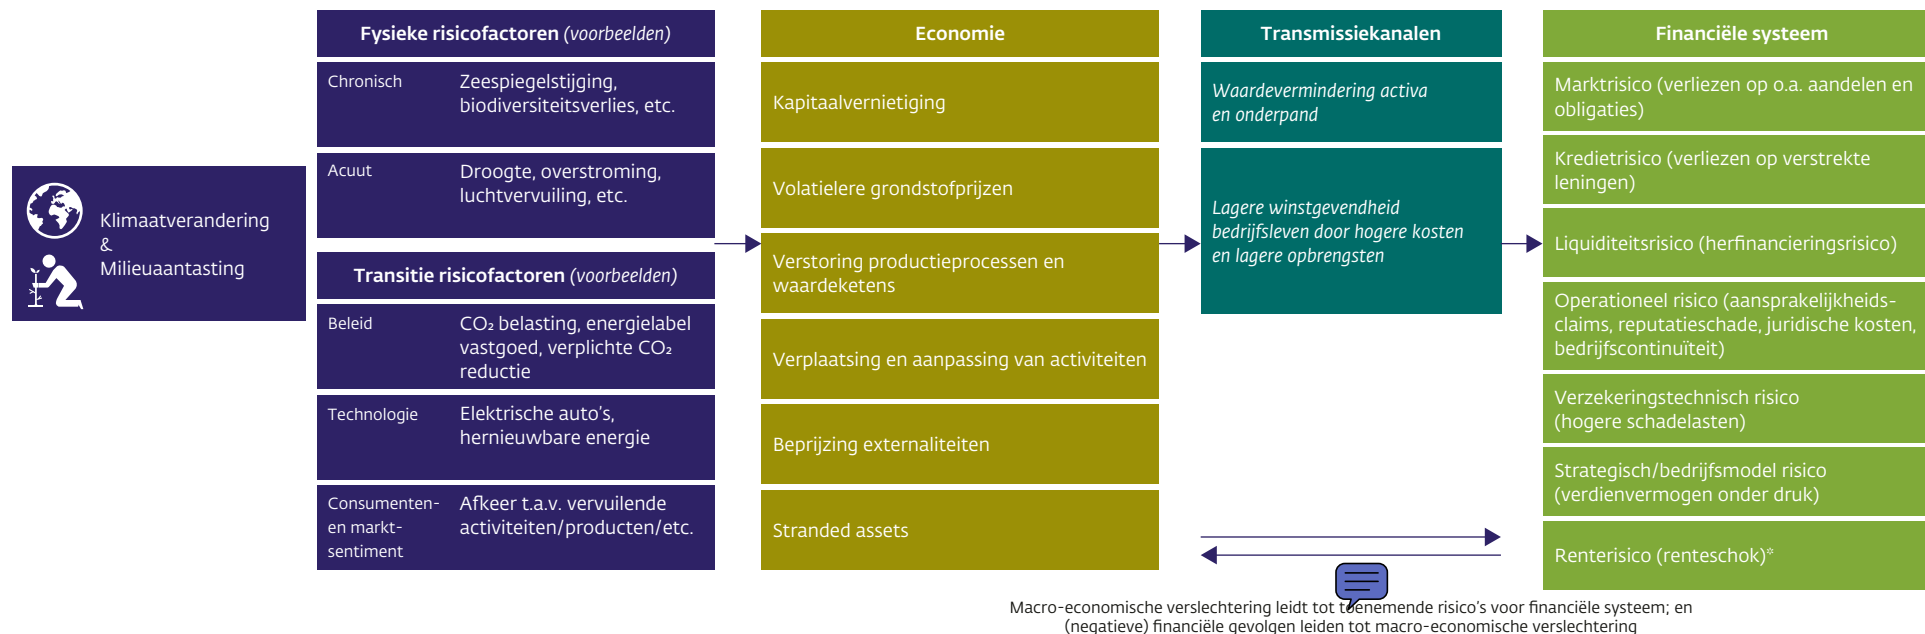 Klimaatverandering
&
Milieuaantasting
Fysieke risicofactoren (voorbeelden)
Chronisch
Zeespiegelstijging,
biodiversiteitsverlies, etc.
Acuut
Droogte, overstroming,
luchtvervuiling, etc.
Transitie risicofactoren (voorbeelden)
Beleid
CO₂ belasting, energielabel
vastgoed, verplichte CO₂
reductie
Technologie
Elektrische auto's,
hernieuwbare energie
Consumenten-
en markt-
sentiment
Afkeer t.a.v. vervuilende
activiteiten/producten/etc.
Economie
Kapitaalvernietiging
Volatielere grondstofprijzen
Verstoring productieprocessen en
waardeketens
Verplaatsing en aanpassing van activiteiten
Beprijzing externaliteiten
Stranded assets
Transmissiekanalen
Waardevermindering activa
en onderpand
Lagere winstgevendheid
bedrijfsleven door hogere kosten
en lagere opbrengsten
Financiële systeem
Marktrisico (verliezen op o.a. aandelen en
obligaties)
Kredietrisico (verliezen op verstrekte
leningen)
Liquiditeitsrisico (herfinancieringsrisico)
Operationeel risico (aansprakelijkheids-
claims, reputatieschade, juridische kosten,
bedrijfscontinuïteit)
Verzekeringstechnisch risico
(hogere schadelasten)
Strategisch/bedrijfsmodel risico
(verdienvermogen onder druk)
Renterisico (renteschok)*
Macro-economische verslechtering leidt tot toenemende risico's voor financiële systeem; en
(negatieve) financiële gevolgen leiden tot macro-economische verslechtering